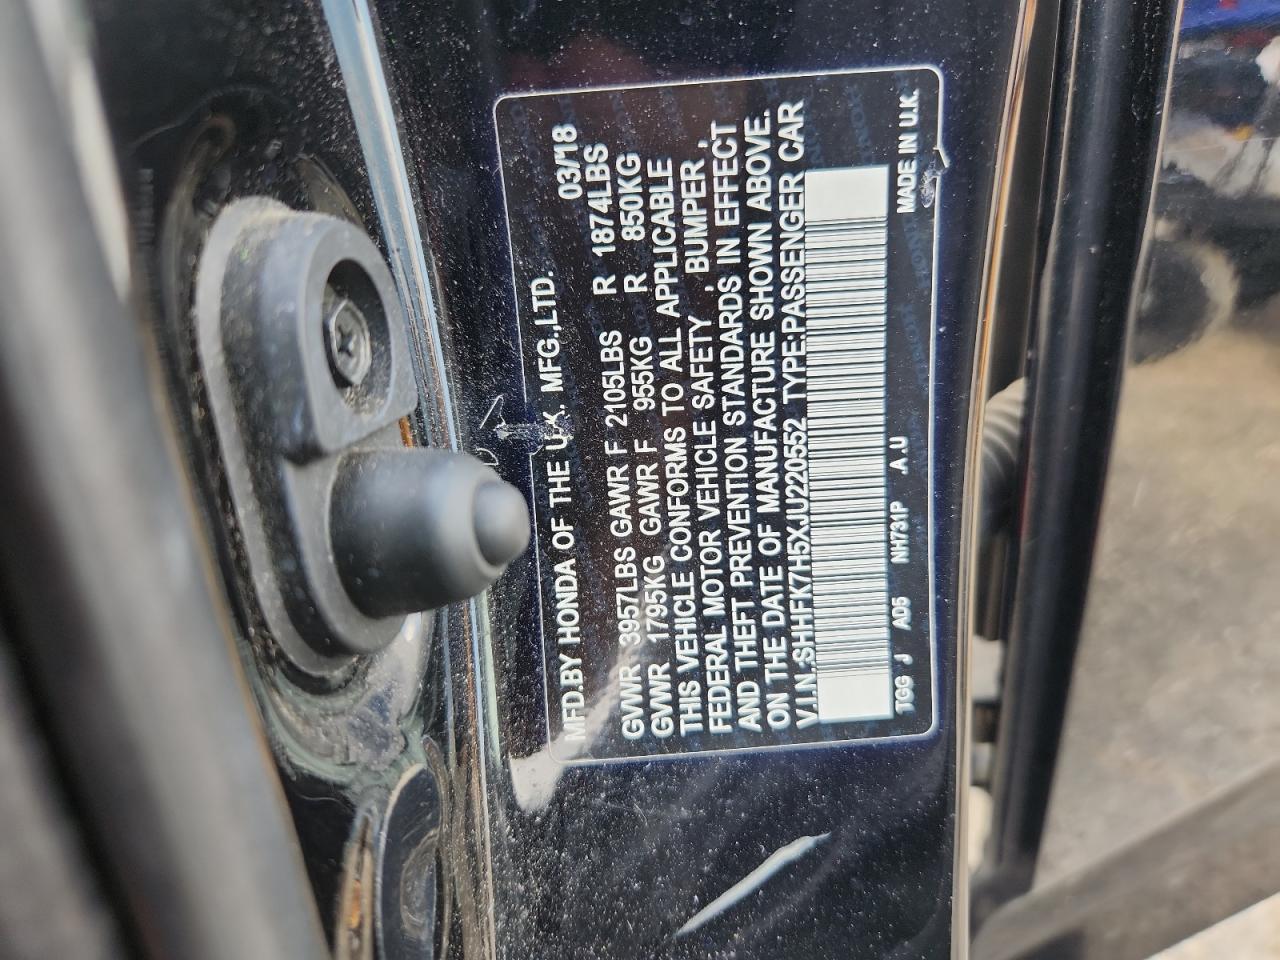 MFD.BY HONDA OF THE U.K. MFG.,LTD. 03/18
GVWR 3957LBS GAWR F 2105LBS R 1874LBS
GVWR 1795KG GAWR F 955KG R 850KG
THIS VEHICLE CONFORMS TO ALL APPLICABLE
FEDERAL MOTOR VEHICLE SAFETY , BUMPER ,
AND THEFT PREVENTION STANDARDS IN EFFECT
ON THE DATE OF MANUFACTURE SHOWN ABOVE.
V.I.N.:SHHFK7H5XJU220552 TYPE:PASSENGER CAR
TGG J AD5 NH731P .A.U MADE IN U.K.